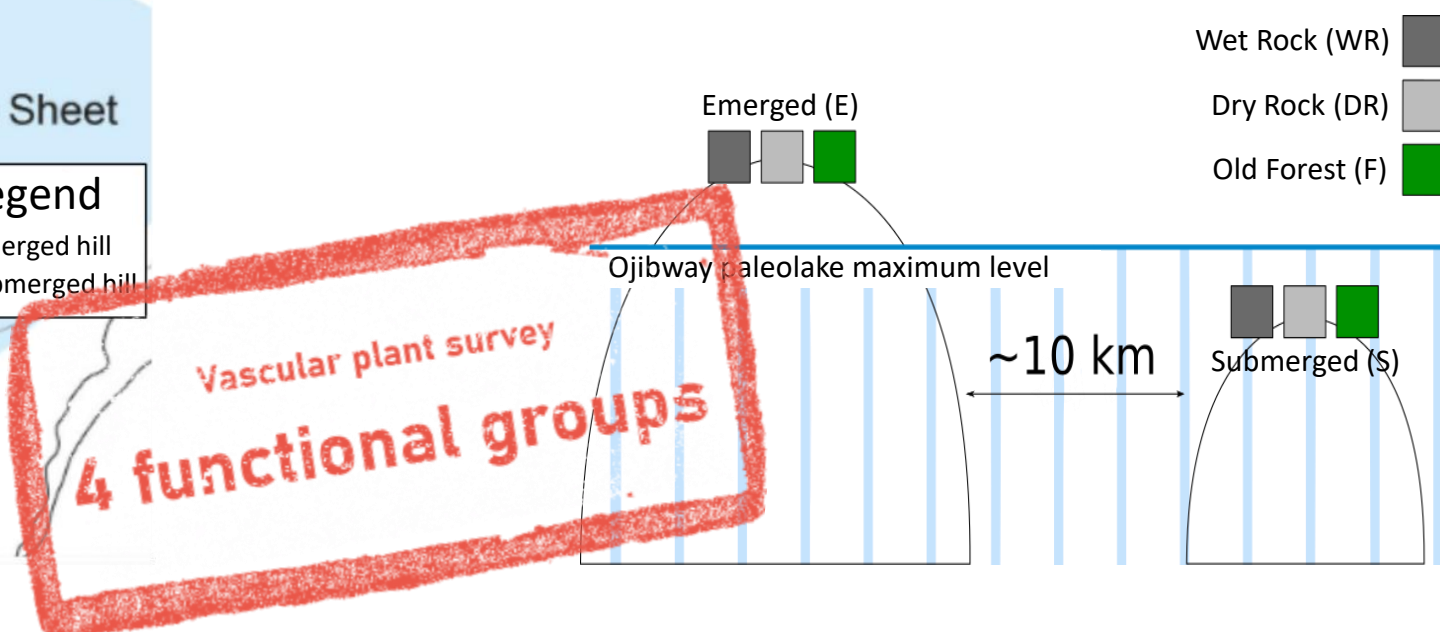 Sheet
egend
erged hill
bmerged hill
Wet Rock (WR)
Dry Rock (DR)
Old Forest (F)
Emerged (E)
Ojibway paleolake maximum level
~10 km
Submerged (S)
Vascular plant survey
4 functional groups